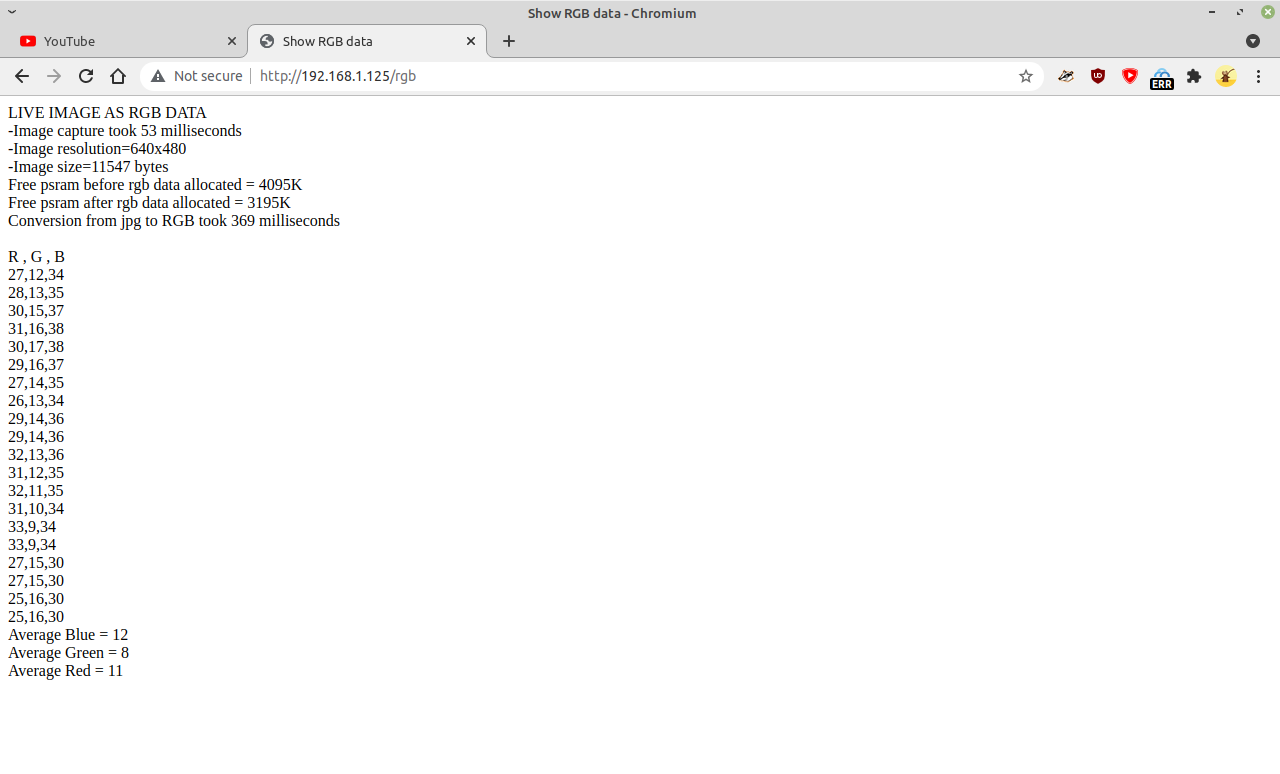 Show RGB data - Chromium
YouTube
Show RGB data
Not secure
http://192.168.1.125/rgb
ERR
LIVE IMAGE AS RGB DATA
-Image capture took 53 milliseconds
-Image resolution=640x480
-Image size=11547 bytes
Free psram before rgb data allocated = 4095K
Free psram after rgb data allocated = 3195K
Conversion from jpg to RGB took 369 milliseconds
R , G , B
27,12,34
28,13,35
30,15,37
31,16,38
30,17,38
29,16,37
27,14,35
26,13,34
29,14,36
29,14,36
32,13,36
31,12,35
32,11,35
31,10,34
33,9,34
33,9,34
27,15,30
27,15,30
25,16,30
25,16,30
Average Blue = 12
Average Green = 8
Average Red = 11